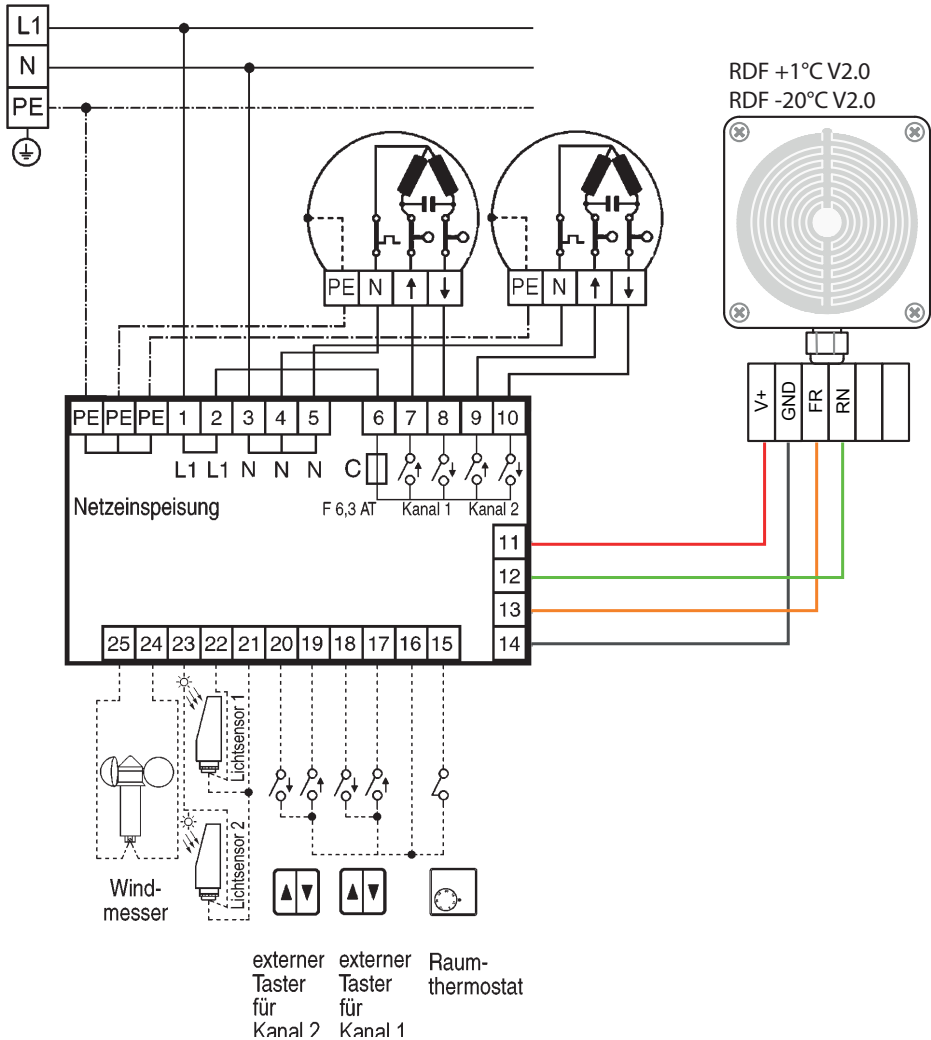 L1
N
PE
RDF +1°C V2.0
RDF -20°C V2.0
PE N ↑ ↓
PE N ↑ ↓
V+ GND FR RN
PE PE PE 1 2 3 4 5 6 7 8 9 10
L1 L1 N N N C
Netzeinspeisung
F 6,3 AT Kanal 1 Kanal 2
11
12
13
14
25 24 23 22 21 20 19 18 17 16 15
Lichtsensor 1
Lichtsensor 2
Wind-
messer
externer
Taster
für
Kanal 2
externer
Taster
für
Kanal 1
Raum-
thermostat